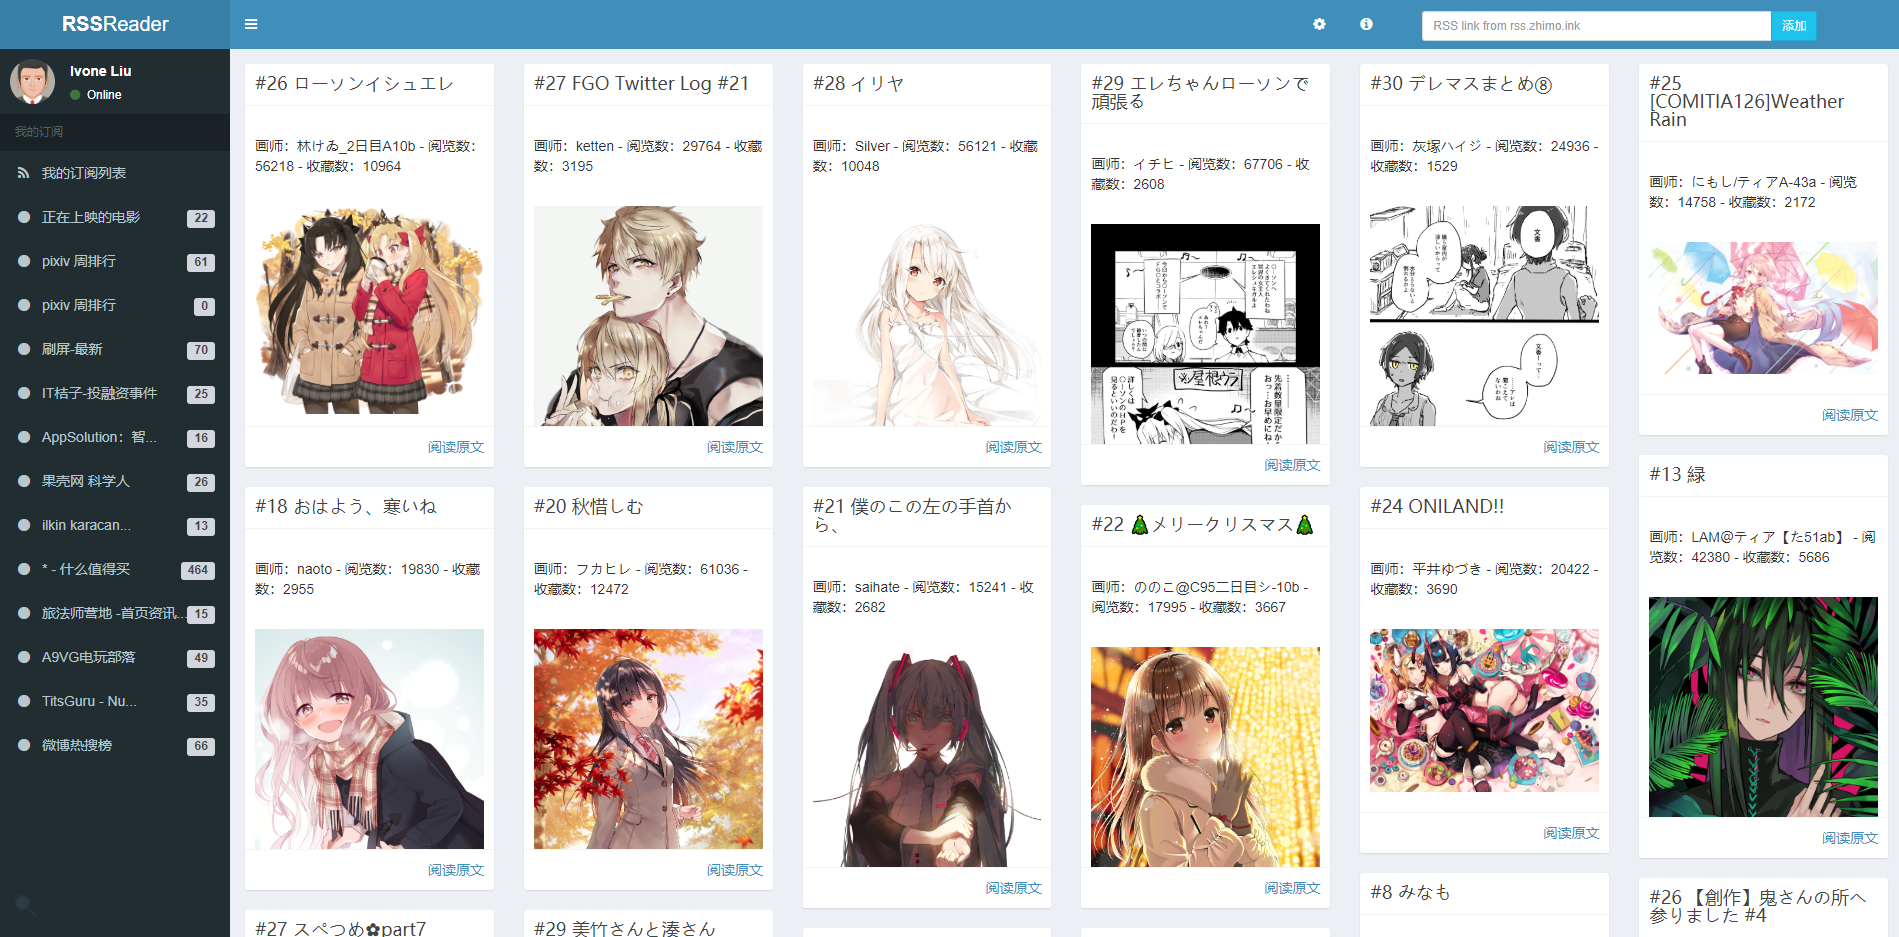 RSSReader
RSS link from rss.zhimo.ink
添加
Ivone Liu
Online
我的订阅
我的订阅列表
正在上映的电影 22
pixiv 周排行 61
pixiv 周排行 0
刷屏-最新 70
IT桔子-投融资事件 25
AppSolution：智... 16
果壳网 科学人 26
ilkin karacan... 13
* - 什么值得买 464
旅法师营地 -首页资讯... 15
A9VG电玩部落 49
TitsGuru - Nu... 35
微博热搜榜 66
#26 ローソンイシュエレ
画师：林けゐ_2日目A10b - 阅览数：
56218 - 收藏数：10964
阅读原文
#27 FGO Twitter Log #21
画师：ketten - 阅览数：29764 - 收藏
数：3195
阅读原文
#28 イリヤ
画师：Silver - 阅览数：56121 - 收藏数：
10048
阅读原文
#29 エレちゃんローソンで
頑張る
画师：イチヒ - 阅览数：67706 - 收
藏数：2608
屋根ウラ
阅读原文
#30 デレマスまとめ⑧
画师：灰塚ハイジ - 阅览数：24936 -
收藏数：1529
文香
阅读原文
#25
[COMITIA126]Weather
Rain
画师：にもし/ティアA-43a - 阅览
数：14758 - 收藏数：2172
阅读原文
#18 おはよう、寒いね
画师：naoto - 阅览数：19830 - 收藏
数：2955
阅读原文
#20 秋惜しむ
画师：フカヒレ - 阅览数：61036 -
收藏数：12472
阅读原文
#21 僕のこの左の手首か
ら、
画师：saihate - 阅览数：15241 - 收
藏数：2682
阅读原文
#22 🎄メリークリスマス🎄
画师：ののこ@C95二日目シ-10b -
阅览数：17995 - 收藏数：3667
阅读原文
#24 ONILAND!!
画师：平井ゆづき - 阅览数：20422 -
收藏数：3690
阅读原文
#13 緑
画师：LAM@ティア【た51ab】 - 阅
览数：42380 - 收藏数：5686
阅读原文
#27 スペつめ✿part7
#29 美竹さんと湊さん
#8 みなも
#26 【創作】鬼さんの所へ
参りました #4